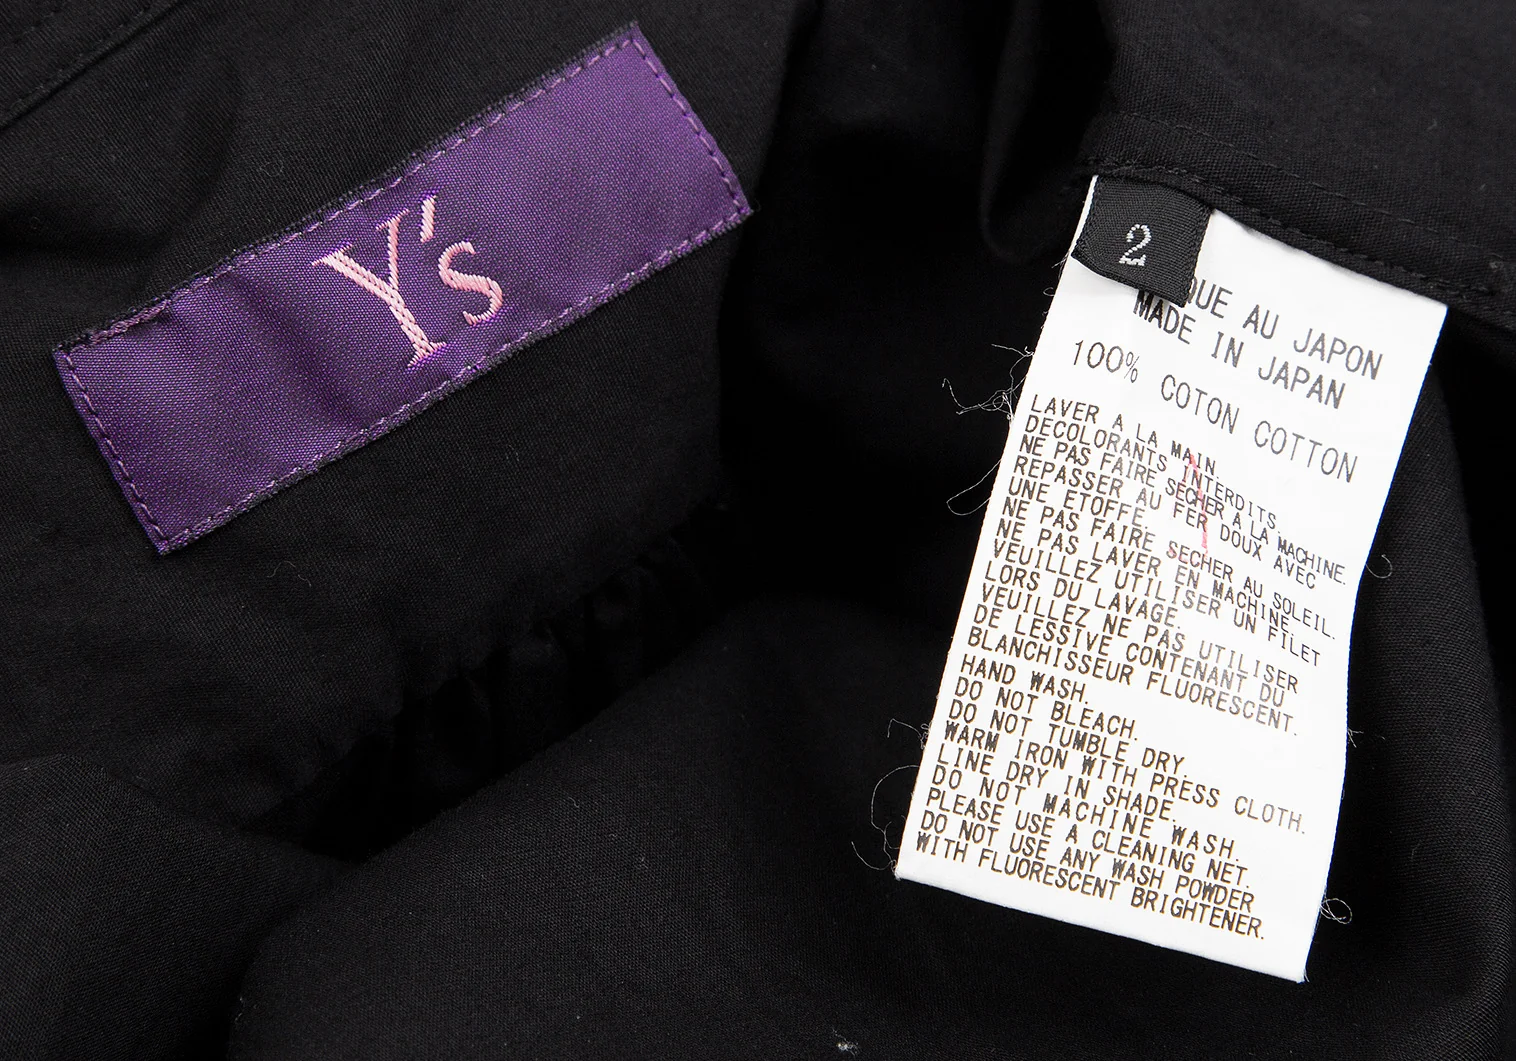 Y's
2
QUE AU JAPON
MADE IN JAPAN
100% COTON COTTON
LAVER A LA MAIN.
DECOLORANTS INTERDITS.
NE PAS FAIRE SECHER A LA MACHINE.
REPASSER AU FER DOUX AVEC
UNE ETOFFE.
NE PAS FAIRE SECHER AU SOLEIL.
NE PAS LAVER EN MACHINE.
VEUILLEZ UTILISER UN FILET
LORS DU LAVAGE.
VEUILLEZ NE PAS UTILISER
DE LESSIVE CONTENANT DU
BLANCHISSEUR FLUORESCENT.
HAND WASH.
DO NOT BLEACH.
DO NOT TUMBLE DRY.
WARM IRON WITH PRESS CLOTH.
LINE DRY IN SHADE.
DO NOT MACHINE WASH.
PLEASE USE A CLEANING NET.
DO NOT USE ANY WASH POWDER
WITH FLUORESCENT BRIGHTENER.